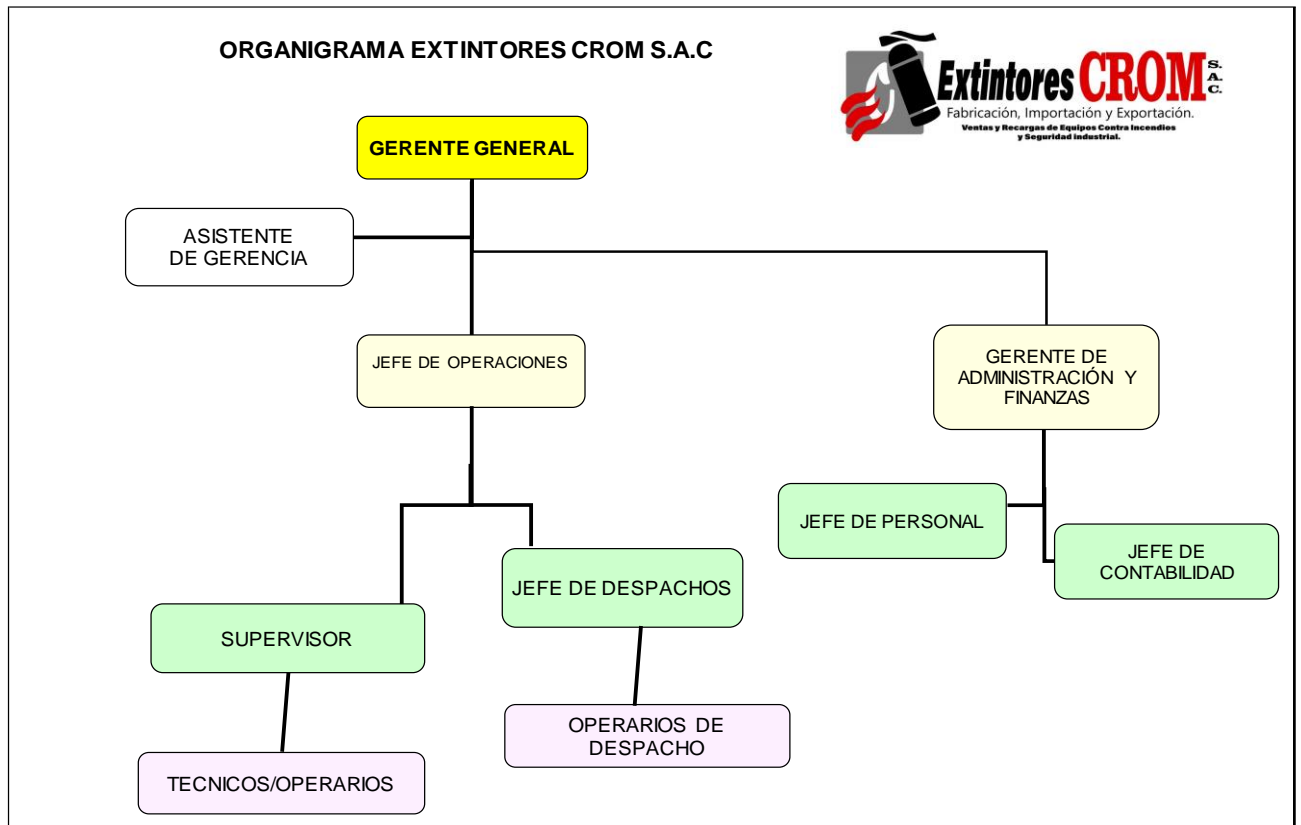 ORGANIGRAMA EXTINTORES CROM S.A.C
Extintores CROM S.A.C.
Fabricación, Importación y Exportación.
Ventas y Recargas de Equipos Contra Incendios
y Seguridad industrial.
GERENTE GENERAL
ASISTENTE
DE GERENCIA
JEFE DE OPERACIONES
GERENTE DE
ADMINISTRACIÓN Y
FINANZAS
JEFE DE PERSONAL
JEFE DE
CONTABILIDAD
JEFE DE DESPACHOS
SUPERVISOR
OPERARIOS DE
DESPACHO
TECNICOS/OPERARIOS